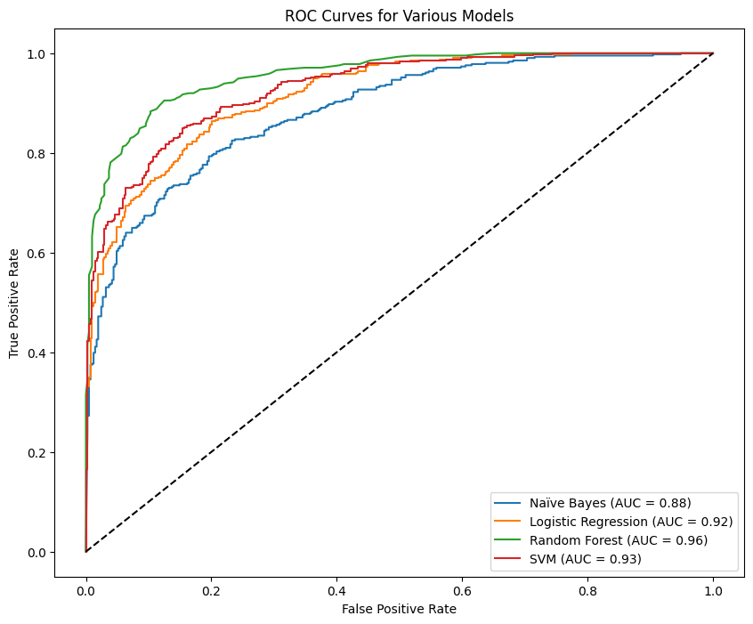 ROC Curves for Various Models
True Positive Rate
1.0
0.8
0.6
0.4
0.2
0.0
0.0 0.2 0.4 0.6 0.8 1.0
False Positive Rate
Naïve Bayes (AUC = 0.88)
Logistic Regression (AUC = 0.92)
Random Forest (AUC = 0.96)
SVM (AUC = 0.93)